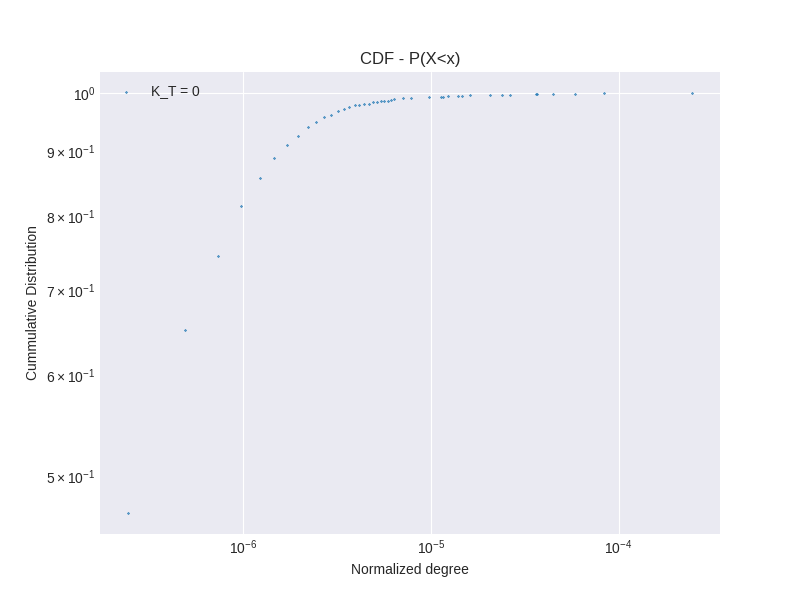 CDF - P(X<x)
K_T = 0
10⁰
9 × 10⁻¹
8 × 10⁻¹
7 × 10⁻¹
6 × 10⁻¹
5 × 10⁻¹
Cummulative Distribution
10⁻⁶
10⁻⁵
10⁻⁴
Normalized degree